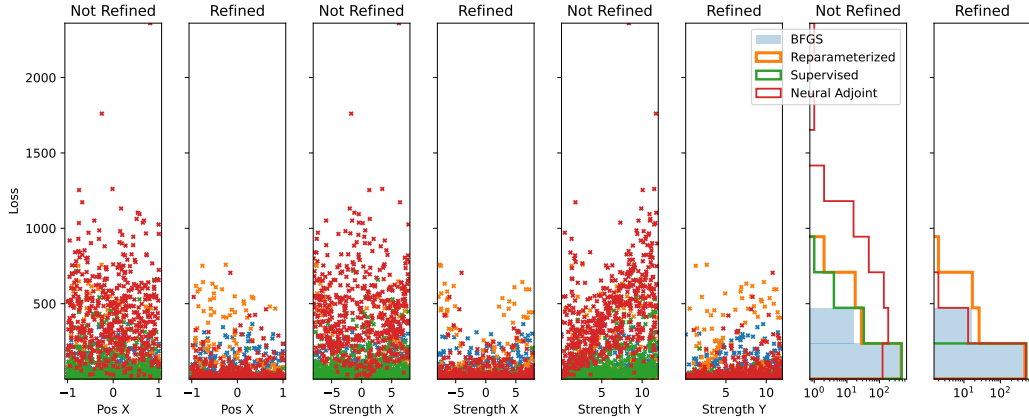 Not Refined Refined Not Refined Refined Not Refined Refined Not Refined Refined
BFGS
Reparameterized
Supervised
Neural Adjoint
2000
1500
1000
500
Loss
−1 0 1 −1 0 1 −5 0 5 −5 0 5 5 10 5 10 10^0 10^1 10^2 10^1 10^2
Pos X Pos X Strength X Strength X Strength Y Strength Y